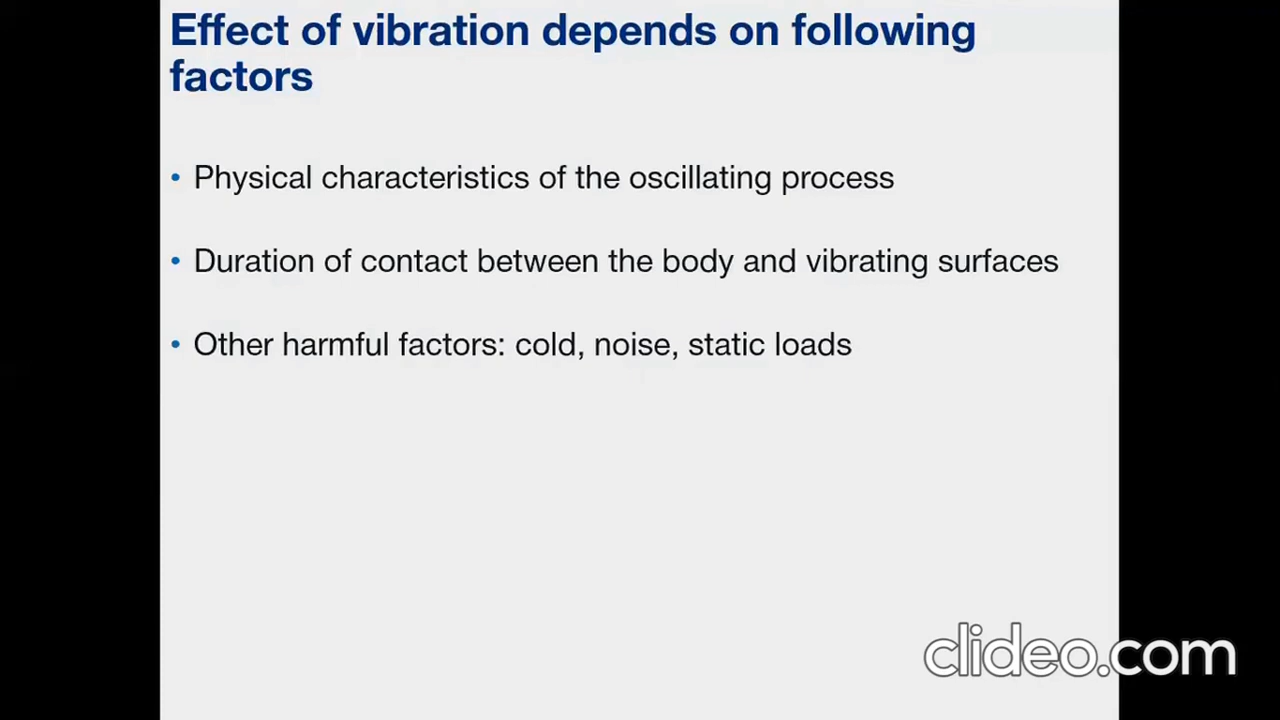 Effect of vibration depends on following
factors
• Physical characteristics of the oscillating process
• Duration of contact between the body and vibrating surfaces
• Other harmful factors: cold, noise, static loads
clideo.com